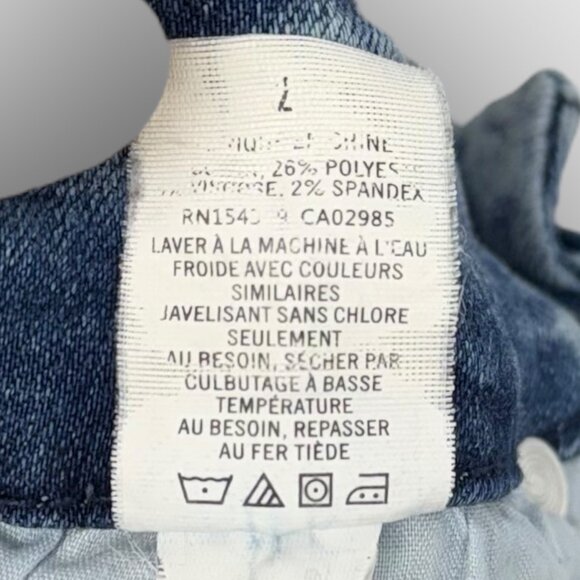 L
26% POLYES
VISCOSE, 2% SPANDEX
CA02985
LAVER À LA MACHINE À L'EAU
FROIDE AVEC COULEURS
SIMILAIRES
JAVELISANT SANS CHLORE
SEULEMENT
AU BESOIN, SÉCHER PAR
CULBUTAGE À BASSE
TEMPÉRATURE
AU BESOIN, REPASSER
AU FER TIÈDE